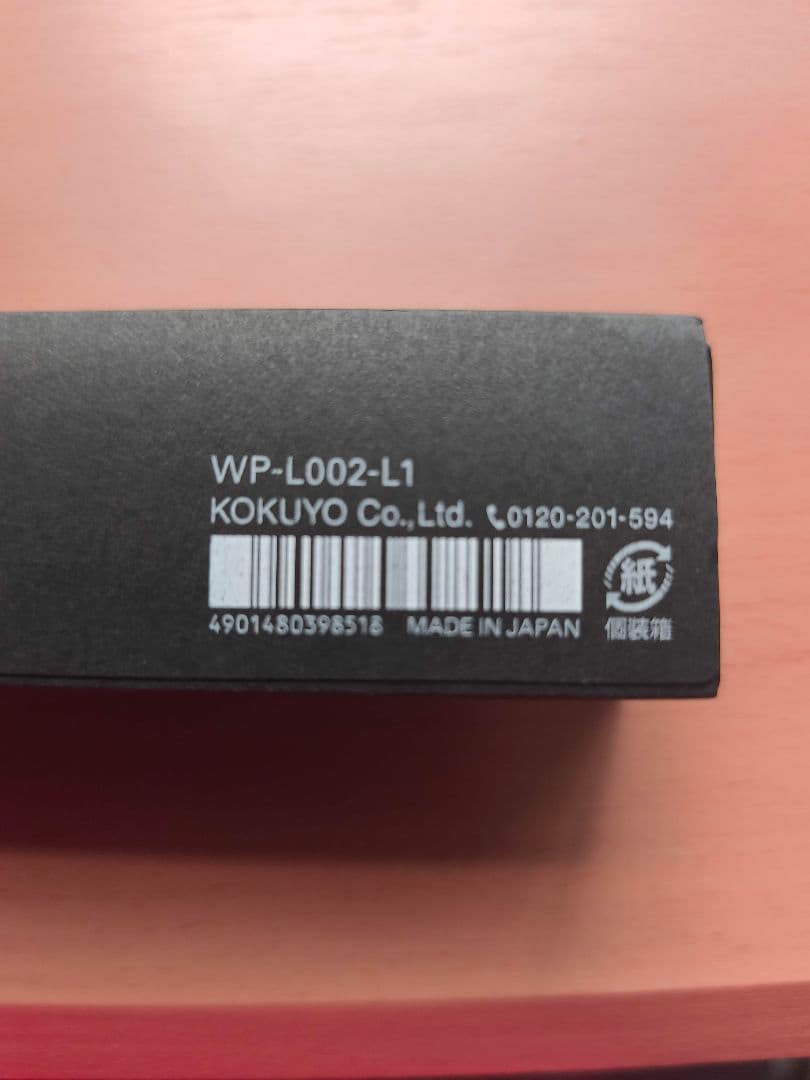 WP-L002-L1
KOKUYO Co.,Ltd. 0120-201-594
紙
4901480398518 MADE IN JAPAN 個装箱